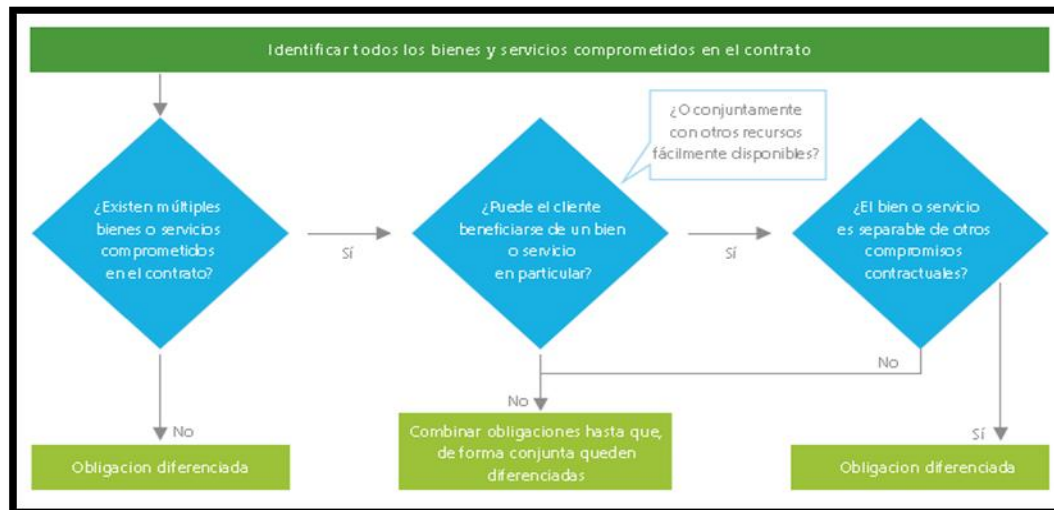 Identificar todos los bienes y servicios comprometidos en el contrato
¿O conjuntamente
con otros recursos
fácilmente disponibles?
¿Existen múltiples
bienes o servicios
comprometidos
en el contrato?
Sí
¿Puede el cliente
beneficiarse de un bien
o servicio
en particular?
Sí
¿El bien o servicio
es separable de otros
compromisos
contractuales?
No
No
No
Sí
Obligacion diferenciada
Combinar obligaciones hasta que,
de forma conjunta queden
diferenciadas
Obligacion diferenciada